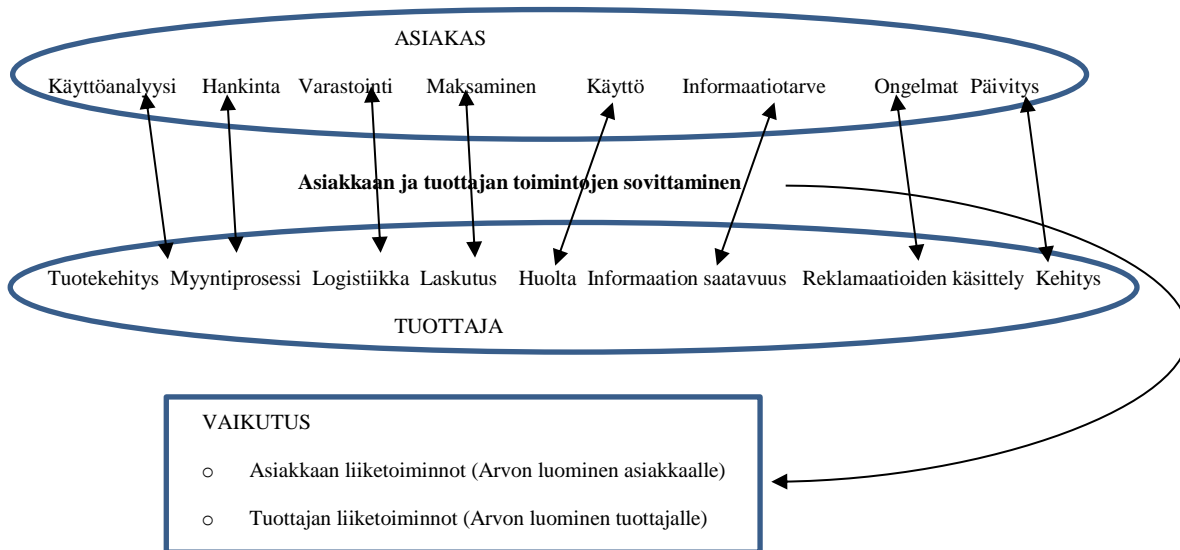 ASIAKAS
Käyttöanalyysi Hankinta Varastointi Maksaminen Käyttö Informaatiotarve Ongelmat Päivitys
Asiakkaan ja tuottajan toimintojen sovittaminen
Tuotekehitys Myyntiprosessi Logistiikka Laskutus Huolta Informaation saatavuus Reklamaatioiden käsittely Kehitys
TUOTTAJA
VAIKUTUS
o Asiakkaan liiketoiminnot (Arvon luominen asiakkaalle)
o Tuottajan liiketoiminnot (Arvon luominen tuottajalle)